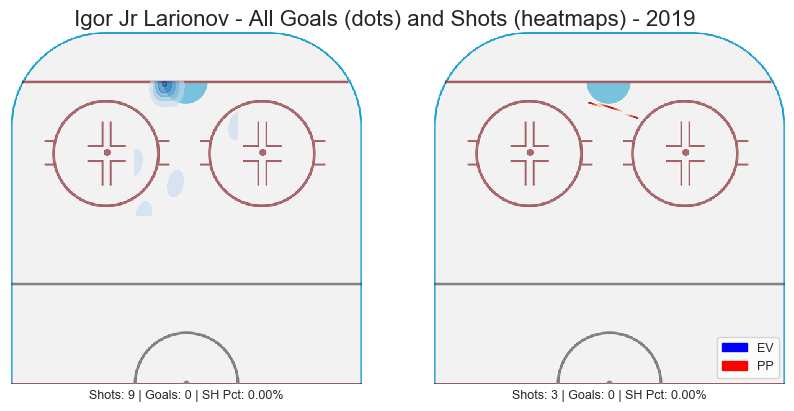 Igor Jr Larionov - All Goals (dots) and Shots (heatmaps) - 2019
EV
PP
Shots: 9 | Goals: 0 | SH Pct: 0.00%
Shots: 3 | Goals: 0 | SH Pct: 0.00%